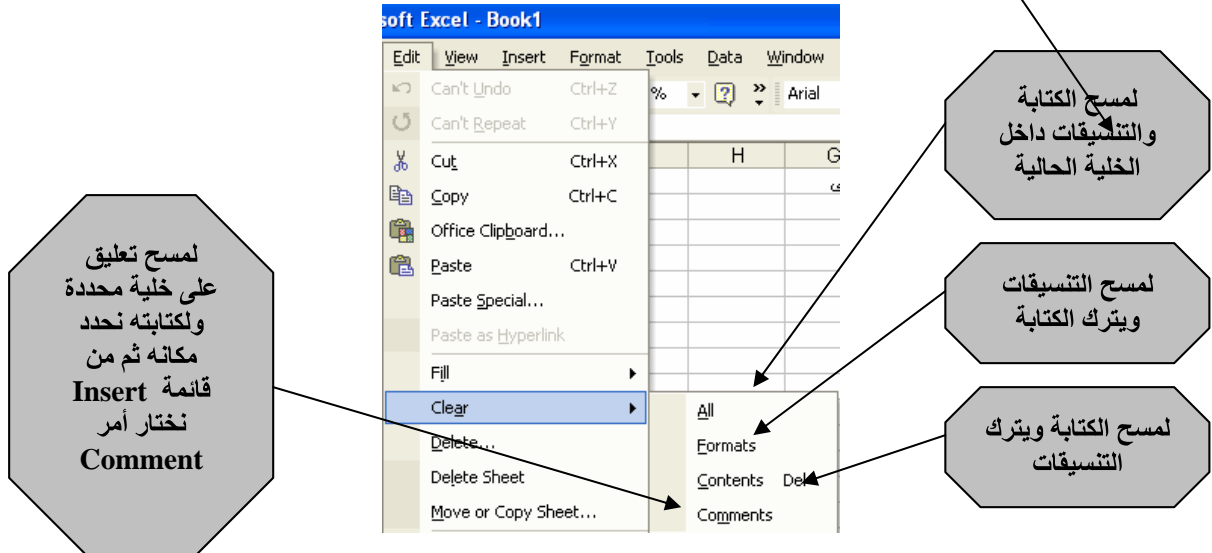 soft Excel - Book1
Edit View Insert Format Tools Data Window
Can't Undo Ctrl+Z
% Arial
Can't Repeat Ctrl+Y
Cut Ctrl+X
H G
Copy Ctrl+C
Office Clipboard...
Paste Ctrl+V
Paste Special...
Paste as Hyperlink
Fill
Clear
Delete...
Delete Sheet
Move or Copy Sheet...
All
Formats
Contents Del
Comments
لمسح الكتابة
والتنسيقات داخل
الخلية الحالية
لمسح التنسيقات
ويترك الكتابة
لمسح الكتابة ويترك
التنسيقات
لمسح تعليق
على خلية محددة
ولكتابته نحدد
مكانه ثم من
قائمة Insert
نختار أمر
Comment